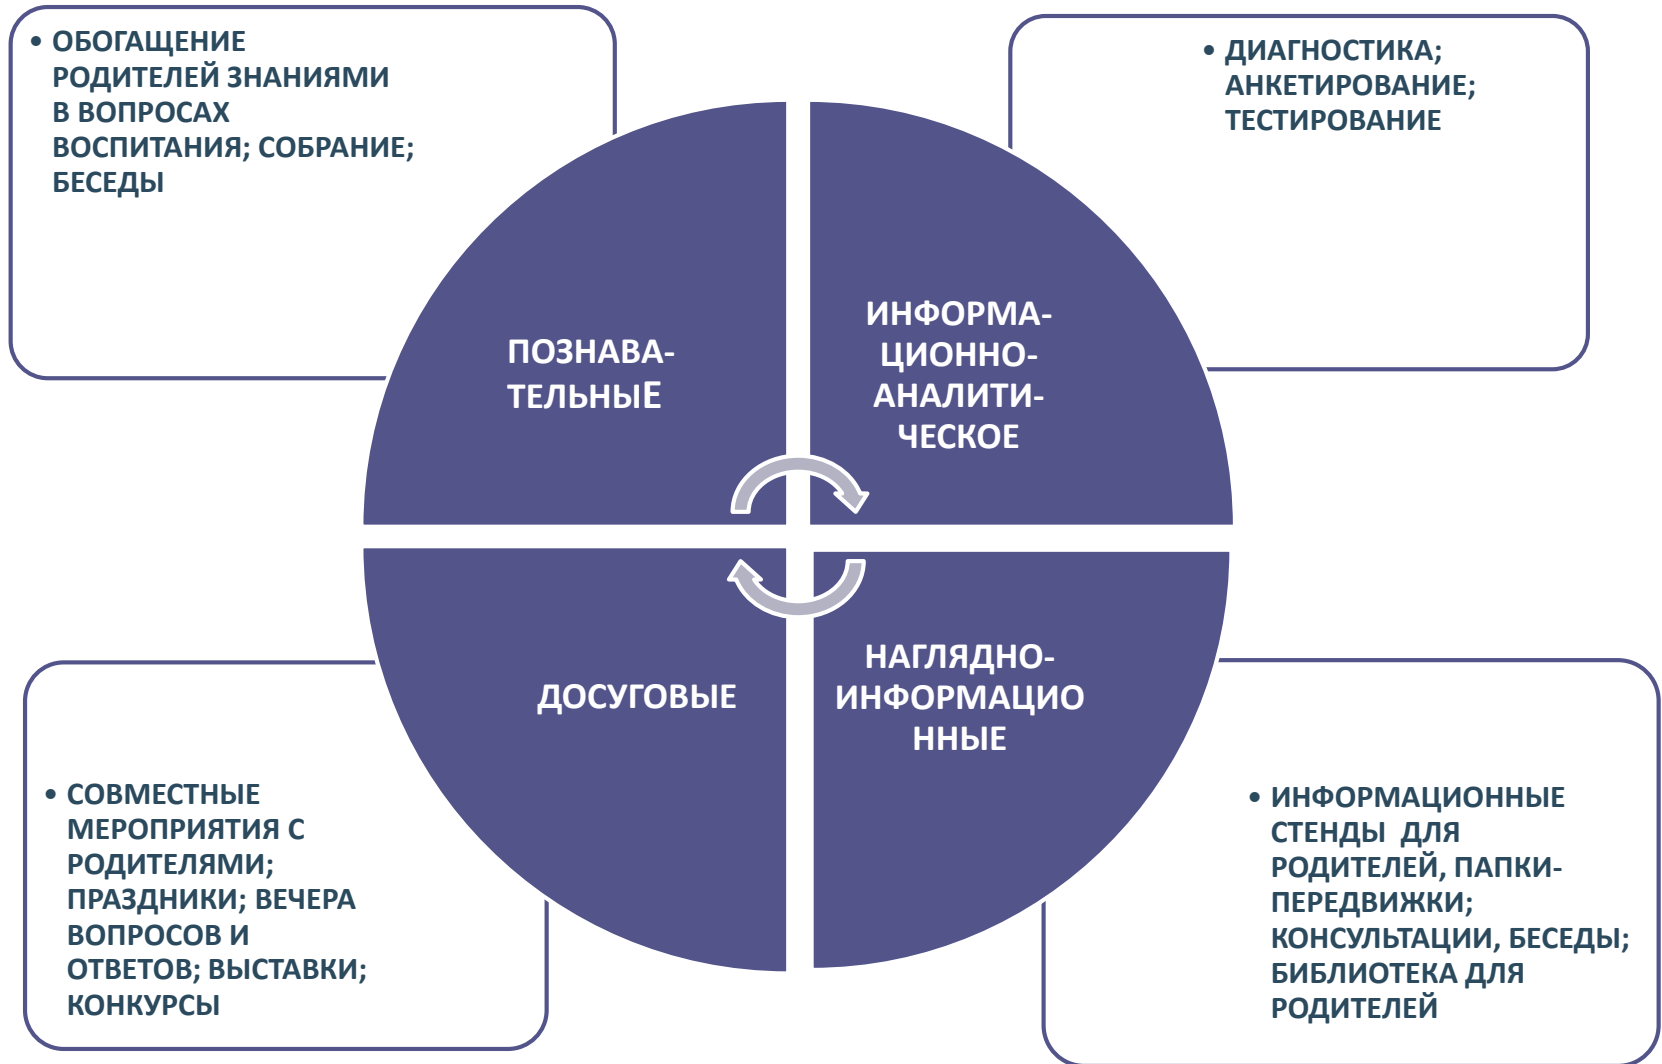 • ОБОГАЩЕНИЕ
РОДИТЕЛЕЙ ЗНАНИЯМИ
В ВОПРОСАХ
ВОСПИТАНИЯ; СОБРАНИЕ;
БЕСЕДЫ
• ДИАГНОСТИКА;
АНКЕТИРОВАНИЕ;
ТЕСТИРОВАНИЕ
ПОЗНАВА-
ТЕЛЬНЫЕ
ИНФОРМА-
ЦИОННО-
АНАЛИТИ-
ЧЕСКОЕ
ДОСУГОВЫЕ
НАГЛЯДНО-
ИНФОРМАЦИО
ННЫЕ
• СОВМЕСТНЫЕ
МЕРОПРИЯТИЯ С
РОДИТЕЛЯМИ;
ПРАЗДНИКИ; ВЕЧЕРА
ВОПРОСОВ И
ОТВЕТОВ; ВЫСТАВКИ;
КОНКУРСЫ
• ИНФОРМАЦИОННЫЕ
СТЕНДЫ ДЛЯ
РОДИТЕЛЕЙ, ПАПКИ-
ПЕРЕДВИЖКИ;
КОНСУЛЬТАЦИИ, БЕСЕДЫ;
БИБЛИОТЕКА ДЛЯ
РОДИТЕЛЕЙ